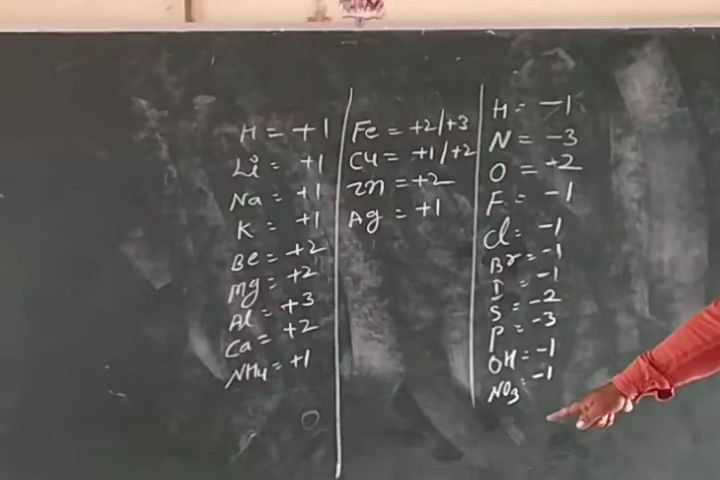 H = +1
Li = +1
Na = +1
K = +1
Be = +2
Mg = +2
Al = +3
Ca = +2
NH4 = +1
Fe = +2/+3
Cu = +1/+2
Zn = +2
Ag = +1
H = -1
N = -3
O = +2
F = -1
Cl = -1
Br = -1
I = -1
S = -2
P = -3
OH = -1
NO3 = -1